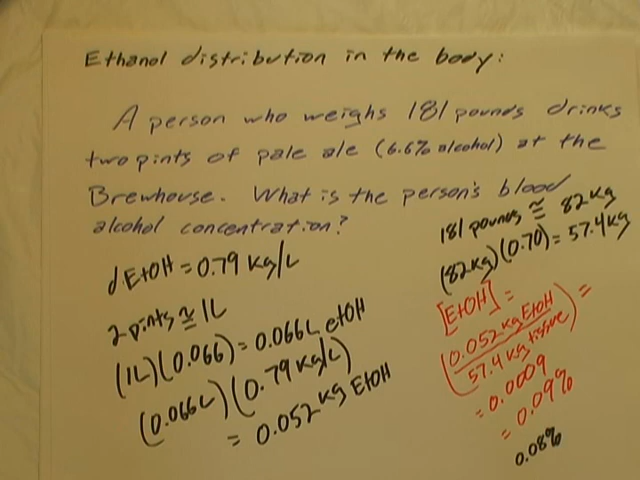 Ethanol distribution in the body:
A person who weighs 181 pounds drinks
two pints of pale ale (6.6% alcohol) at the
Brewhouse. What is the person's blood
alcohol concentration?
181 pounds ≅ 82 kg
(82 kg)(0.70) = 57.4 kg
d EtOH = 0.79 kg/L
2 pints ≅ 1L
(1L)(0.066) = 0.066L etOH
(0.066L)(0.79 kg/L)
= 0.052 kg EtOH
[EtOH] =
(0.052 kg EtOH / 57.4 kg tissue) =
= 0.0009
= 0.09%
0.08%